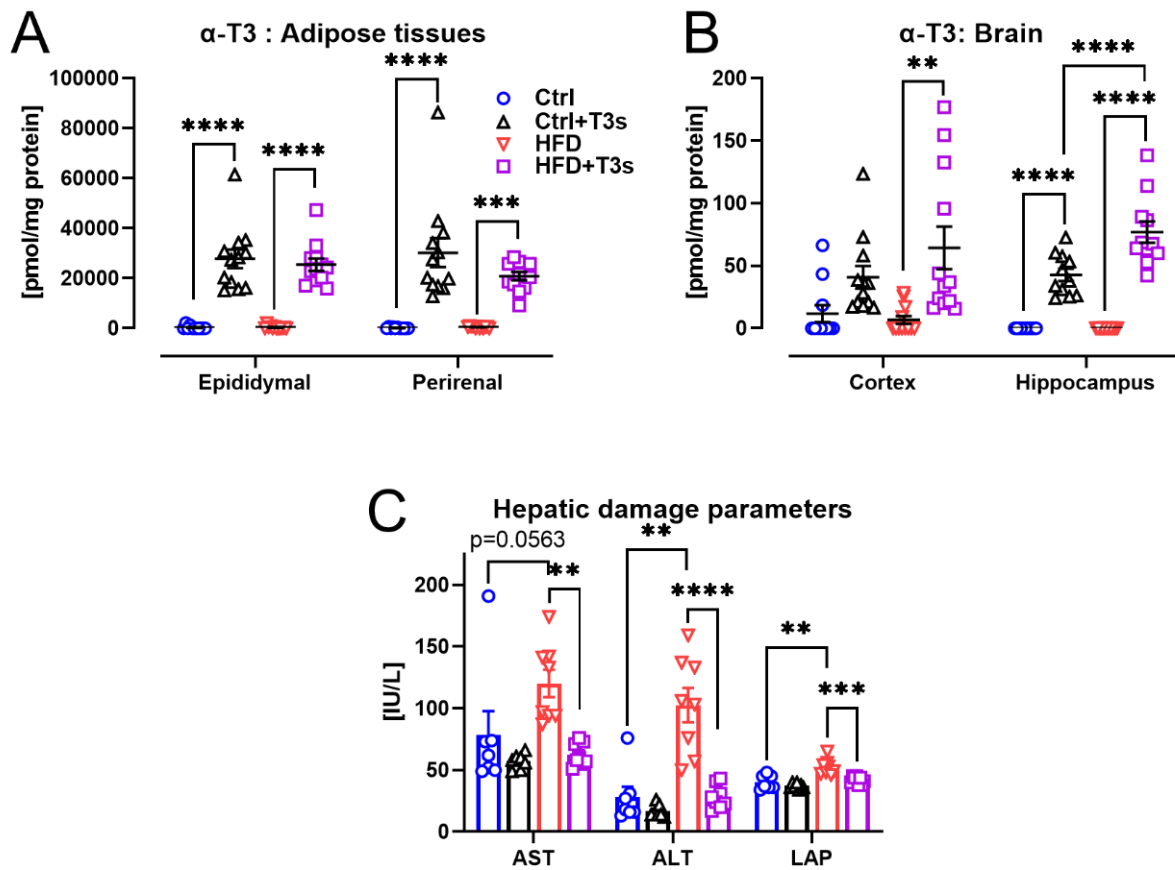 A
α-T3 : Adipose tissues
[pmol/mg protein]
100000
80000
60000
40000
20000
0
****
****
****
***
Ctrl
Ctrl+T3s
HFD
HFD+T3s
Epididymal
Perirenal
B
α-T3: Brain
[pmol/mg protein]
200
150
100
50
0
**
****
****
****
Cortex
Hippocampus
C
Hepatic damage parameters
p=0.0563
**
**
****
**
***
[IU/L]
200
150
100
50
0
AST
ALT
LAP